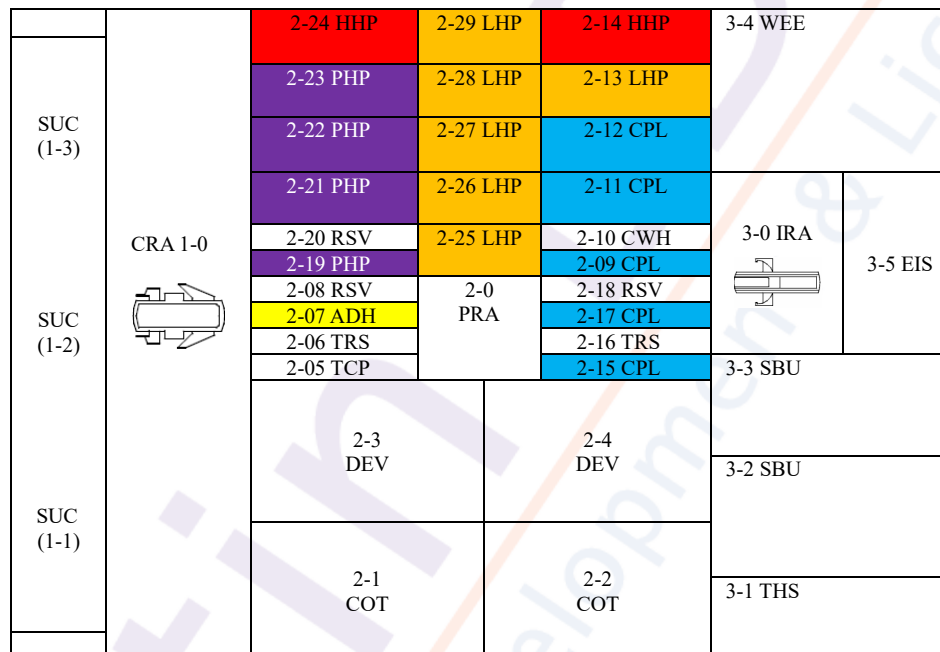 2-24 HHP 2-29 LHP 2-14 HHP 3-4 WEE
2-23 PHP 2-28 LHP 2-13 LHP
SUC
(1-3)
2-22 PHP 2-27 LHP 2-12 CPL
2-21 PHP 2-26 LHP 2-11 CPL
CRA 1-0
2-20 RSV 2-25 LHP 2-10 CWH 3-0 IRA
3-5 EIS
2-19 PHP 2-09 CPL
2-08 RSV 2-0 2-18 RSV
SUC
(1-2)
2-07 ADH PRA 2-17 CPL
2-06 TRS 2-16 TRS
2-05 TCP 2-15 CPL 3-3 SBU
2-3
DEV
2-4
DEV
3-2 SBU
SUC
(1-1)
2-1
COT
2-2
COT
3-1 THS
in
elopment & Lic